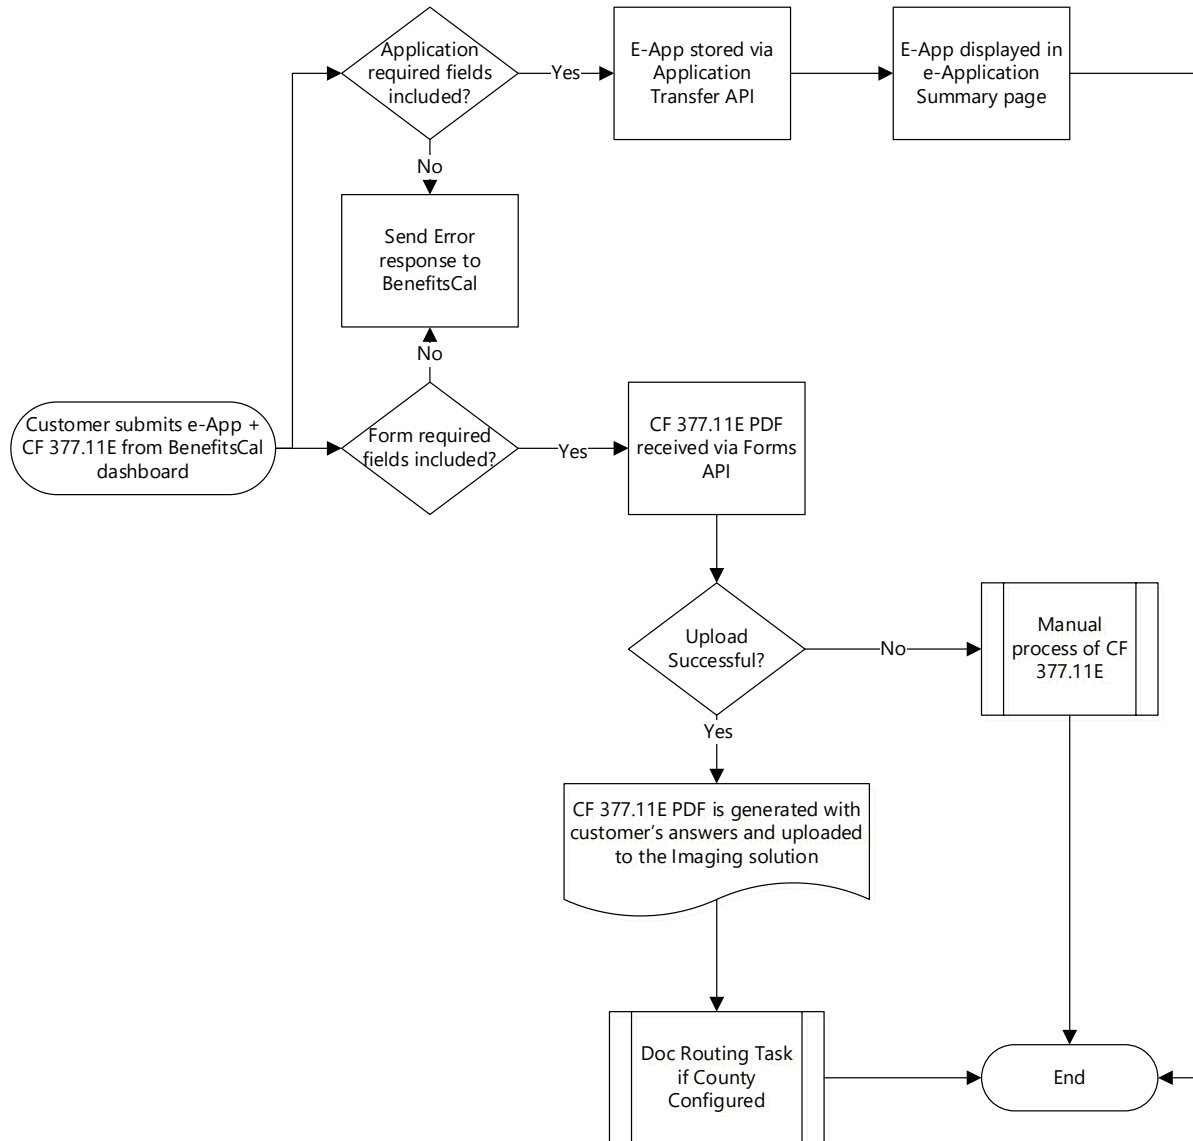 Application
required fields
included?
Yes
E-App stored via
Application
Transfer API
E-App displayed in
e-Application
Summary page
No
Send Error
response to
BenefitsCal
No
Customer submits e-App +
CF 377.11E from BenefitsCal
dashboard
Form required
fields included?
Yes
CF 377.11E PDF
received via Forms
API
Upload
Successful?
No
Manual
process of CF
377.11E
Yes
CF 377.11E PDF is generated with
customer's answers and uploaded
to the Imaging solution
Doc Routing Task
if County
Configured
End